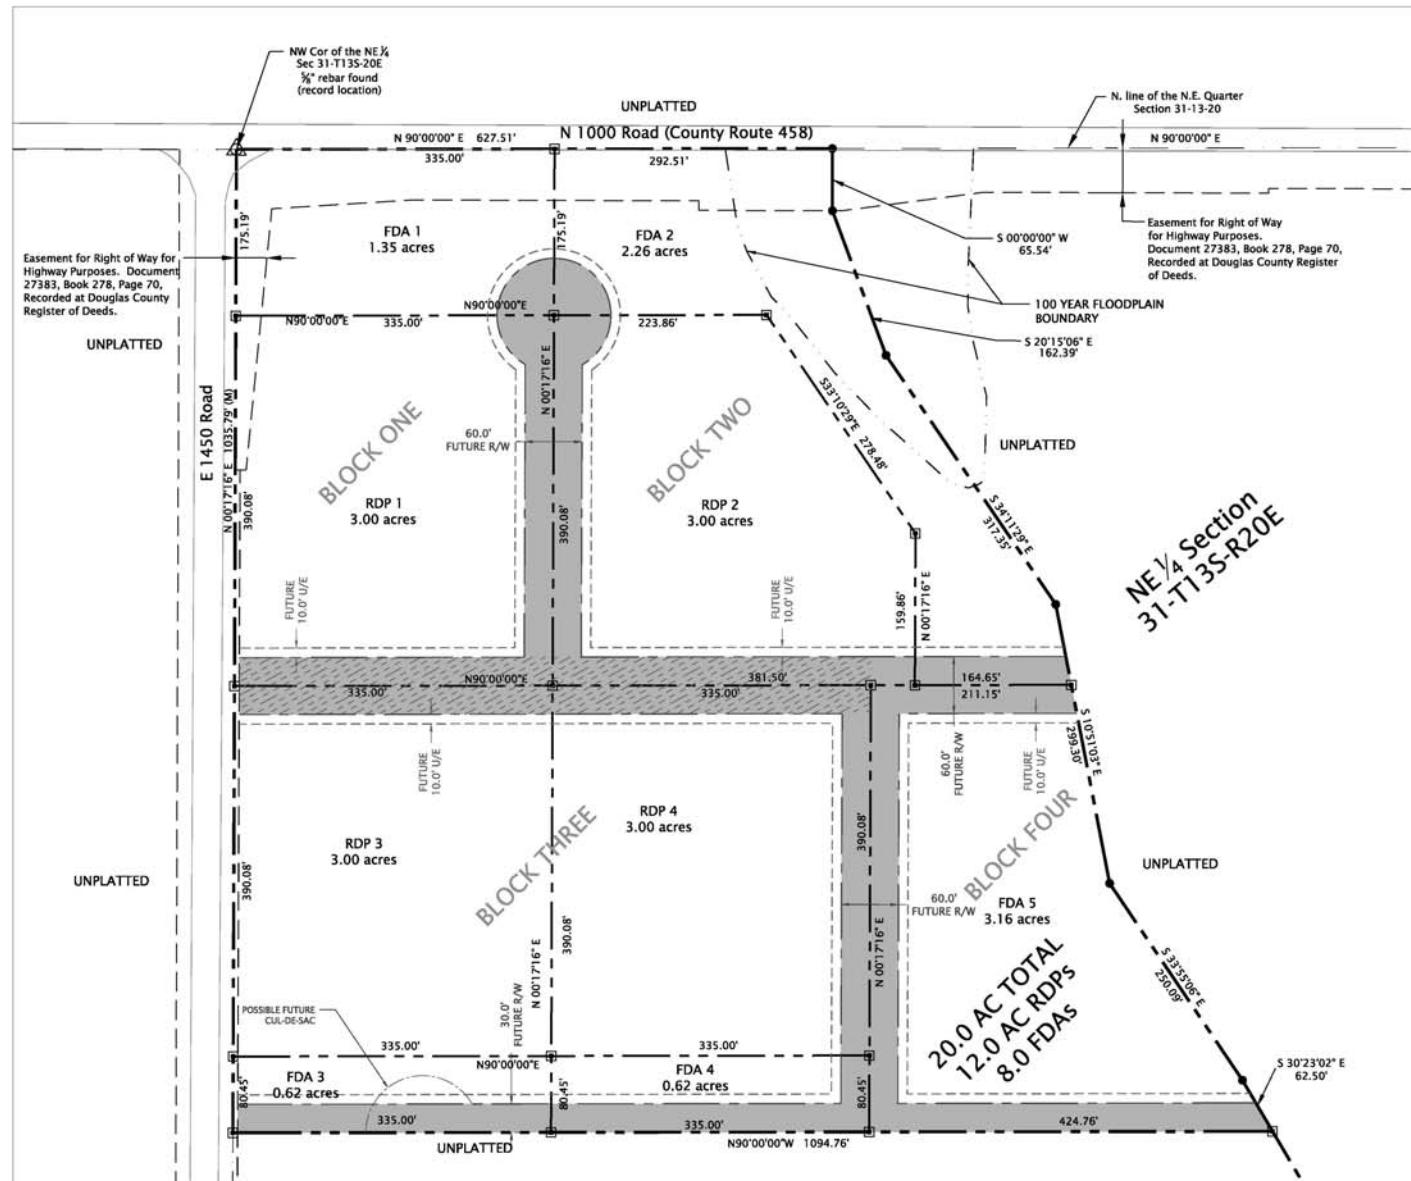 NW Cor of the NE¼
Sec 31-T13S-20E
⅝" rebar found
(record location)
UNPLATTED
N. line of the N.E. Quarter
Section 31-13-20
N 90°00'00" E 627.51'
N 1000 Road (County Route 458)
N 90°00'00" E
335.00'
292.51'
175.19'
175.19'
FDA 1
1.35 acres
FDA 2
2.26 acres
S 00°00'00" W
65.54'
Easement for Right of Way
for Highway Purposes.
Document 27383, Book 278, Page 70,
Recorded at Douglas County Register
of Deeds.
Easement for Right of Way for
Highway Purposes. Document
27383, Book 278, Page 70,
Recorded at Douglas County
Register of Deeds.
100 YEAR FLOODPLAIN
BOUNDARY
N90°00'00"E
N90°00'00"E
335.00'
223.86'
S 20°15'06" E
162.39'
UNPLATTED
E 1450 Road
N 00°17'16" E 1035.79' (M)
390.08'
N 00°17'16" E
390.08'
BLOCK ONE
BLOCK TWO
60.0'
FUTURE R/W
S33°10'29"E 278.48'
UNPLATTED
RDP 1
3.00 acres
RDP 2
3.00 acres
S 34°11'29" E
317.35'
NE ¼ Section
31-T13S-R20E
FUTURE
10.0' U/E
FUTURE
10.0' U/E
159.86'
N 00°17'16" E
N90°00'00"E
335.00'
381.50'
335.00'
164.65'
211.15'
S 10°51'03" E
299.30'
FUTURE
10.0' U/E
60.0'
FUTURE R/W
FUTURE
10.0' U/E
RDP 3
3.00 acres
RDP 4
3.00 acres
BLOCK THREE
BLOCK FOUR
390.08'
390.08'
390.08'
UNPLATTED
UNPLATTED
60.0'
FUTURE R/W
FDA 5
3.16 acres
N 00°17'16" E
N 00°17'16" E
20.0 AC TOTAL
12.0 AC RDPs
8.0 FDAs
S 33°55'06" E
250.09'
POSSIBLE FUTURE
CUL-DE-SAC
30.0'
FUTURE R/W
335.00'
335.00'
N90°00'00"E
FDA 3
0.62 acres
FDA 4
0.62 acres
S 30°23'02" E
62.50'
80.45'
80.45'
80.45'
335.00'
335.00'
424.76'
UNPLATTED
N90°00'00"W 1094.76'